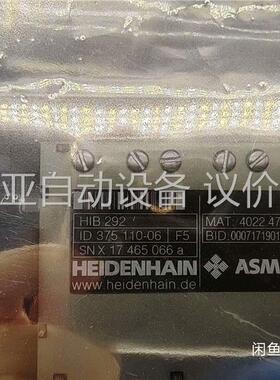 亚自动设备 议价
HIB 292
MAT: 4022 47
ID 375 110-06 F5
BID: 0007171901
SN X 17 465 066 a
HEIDENHAIN ASM
www.heidenhain.de
闲鱼